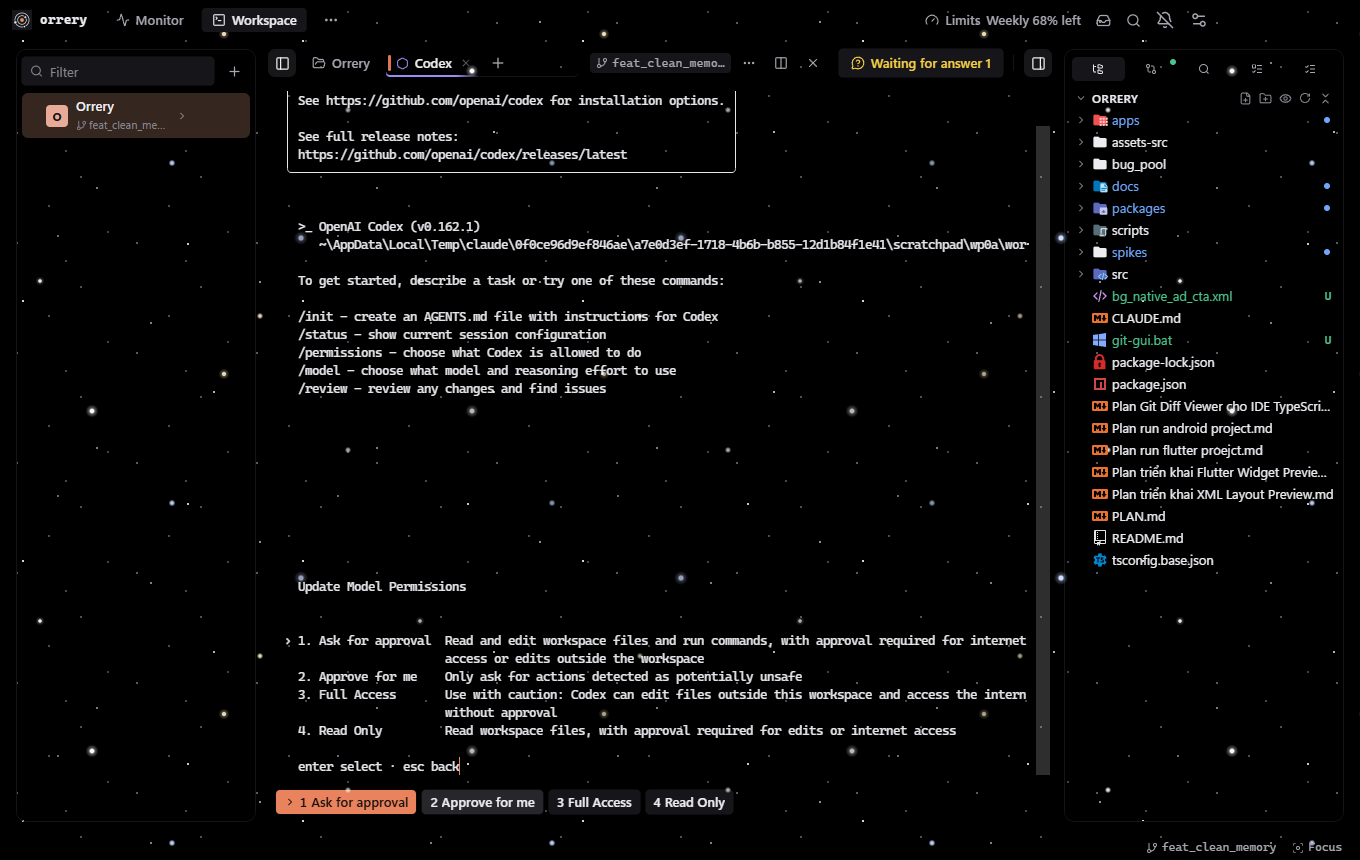 orrery
Monitor
Workspace
Limits Weekly 68% left
Filter
O
Orrery
feat_clean_me...
Orrery
Codex
feat_clean_memo...
Waiting for answer 1
See https://github.com/openai/codex for installation options.
See full release notes:
https://github.com/openai/codex/releases/latest
>_ OpenAI Codex (v0.162.1)
~\AppData\Local\Temp\claude\0f0ce96d9ef846ae\a7e0d3ef-1718-4b6b-b855-12d1b84f1e41\scratchpad\wp0a\wor
To get started, describe a task or try one of these commands:
/init - create an AGENTS.md file with instructions for Codex
/status - show current session configuration
/permissions - choose what Codex is allowed to do
/model - choose what model and reasoning effort to use
/review - review any changes and find issues
Update Model Permissions
› 1. Ask for approval Read and edit workspace files and run commands, with approval required for internet
access or edits outside the workspace
2. Approve for me Only ask for actions detected as potentially unsafe
3. Full Access Use with caution: Codex can edit files outside this workspace and access the intern
without approval
4. Read Only Read workspace files, with approval required for edits or internet access
enter select · esc back
› 1 Ask for approval
2 Approve for me
3 Full Access
4 Read Only
ORRERY
apps
assets-src
bug_pool
docs
packages
scripts
spikes
src
bg_native_ad_cta.xml U
CLAUDE.md
git-gui.bat U
package-lock.json
package.json
Plan Git Diff Viewer cho IDE TypeScri...
Plan run android project.md
Plan run flutter proejct.md
Plan triển khai Flutter Widget Previe...
Plan triển khai XML Layout Preview.md
PLAN.md
README.md
tsconfig.base.json
feat_clean_memory
Focus